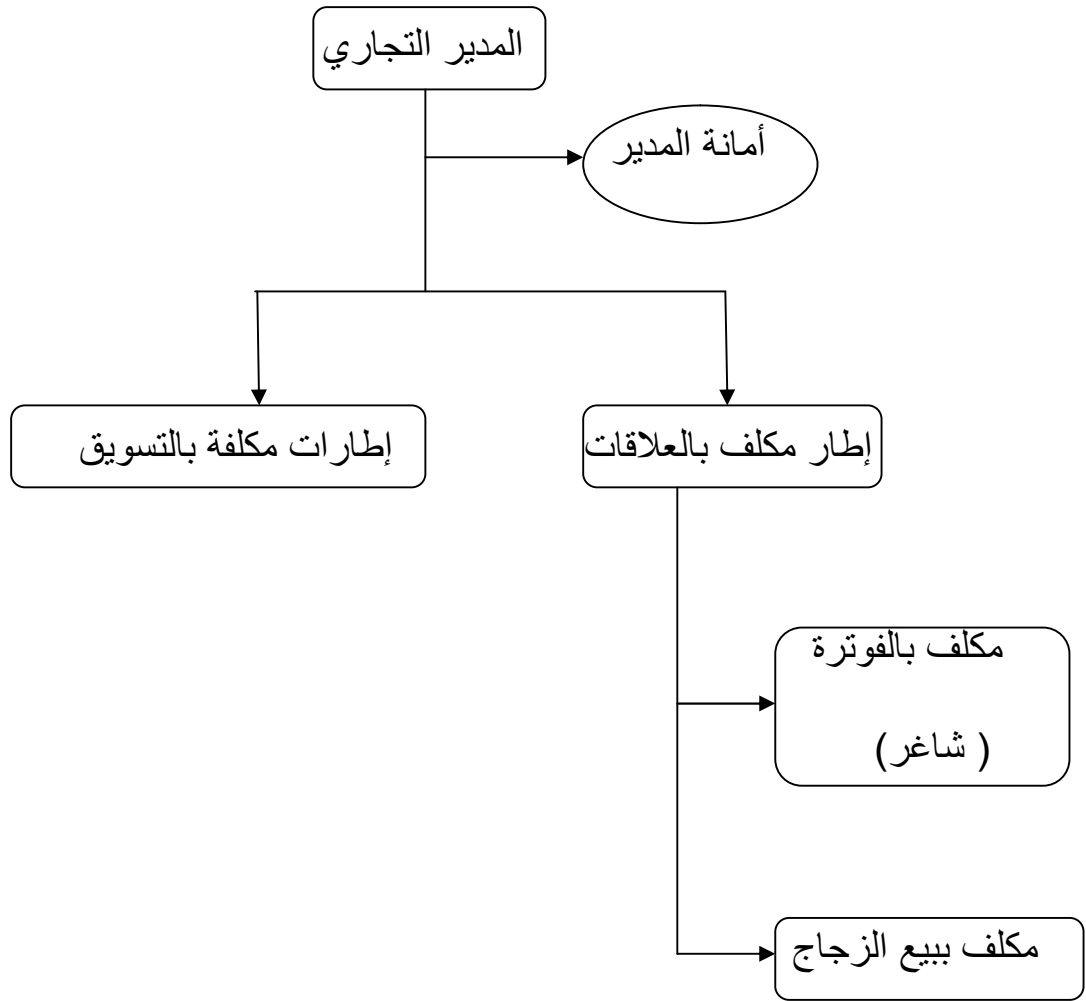 المدير التجاري
أمانة المدير
إطار مكلف بالعلاقات
إطارات مكلفة بالتسويق
مكلف بالفوترة
( شاغر)
مكلف ببيع الزجاج